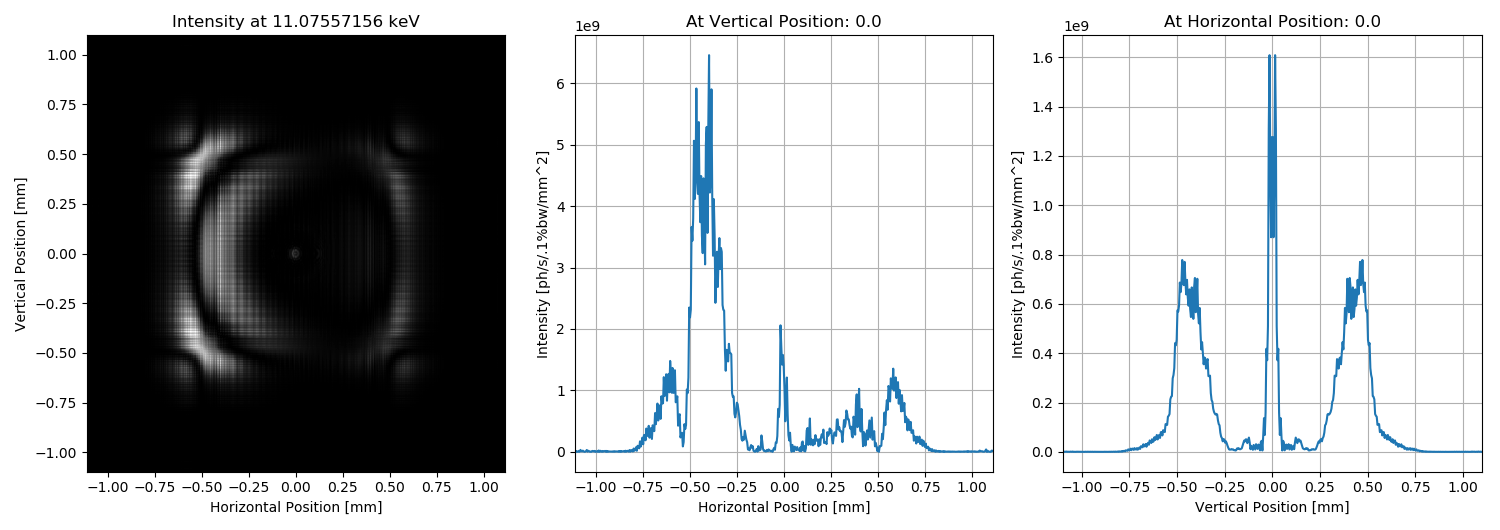 Intensity at 11.07557156 keV
1.00
0.75
0.50
0.25
0.00
−0.25
−0.50
−0.75
−1.00
Vertical Position [mm]
−1.00 −0.75 −0.50 −0.25 0.00 0.25 0.50 0.75 1.00
Horizontal Position [mm]
At Vertical Position: 0.0
1e9
6
5
4
3
2
1
0
Intensity [ph/s/.1%bw/mm^2]
−1.00 −0.75 −0.50 −0.25 0.00 0.25 0.50 0.75 1.00
Horizontal Position [mm]
At Horizontal Position: 0.0
1e9
1.6
1.4
1.2
1.0
0.8
0.6
0.4
0.2
0.0
Intensity [ph/s/.1%bw/mm^2]
−1.00 −0.75 −0.50 −0.25 0.00 0.25 0.50 0.75 1.00
Vertical Position [mm]